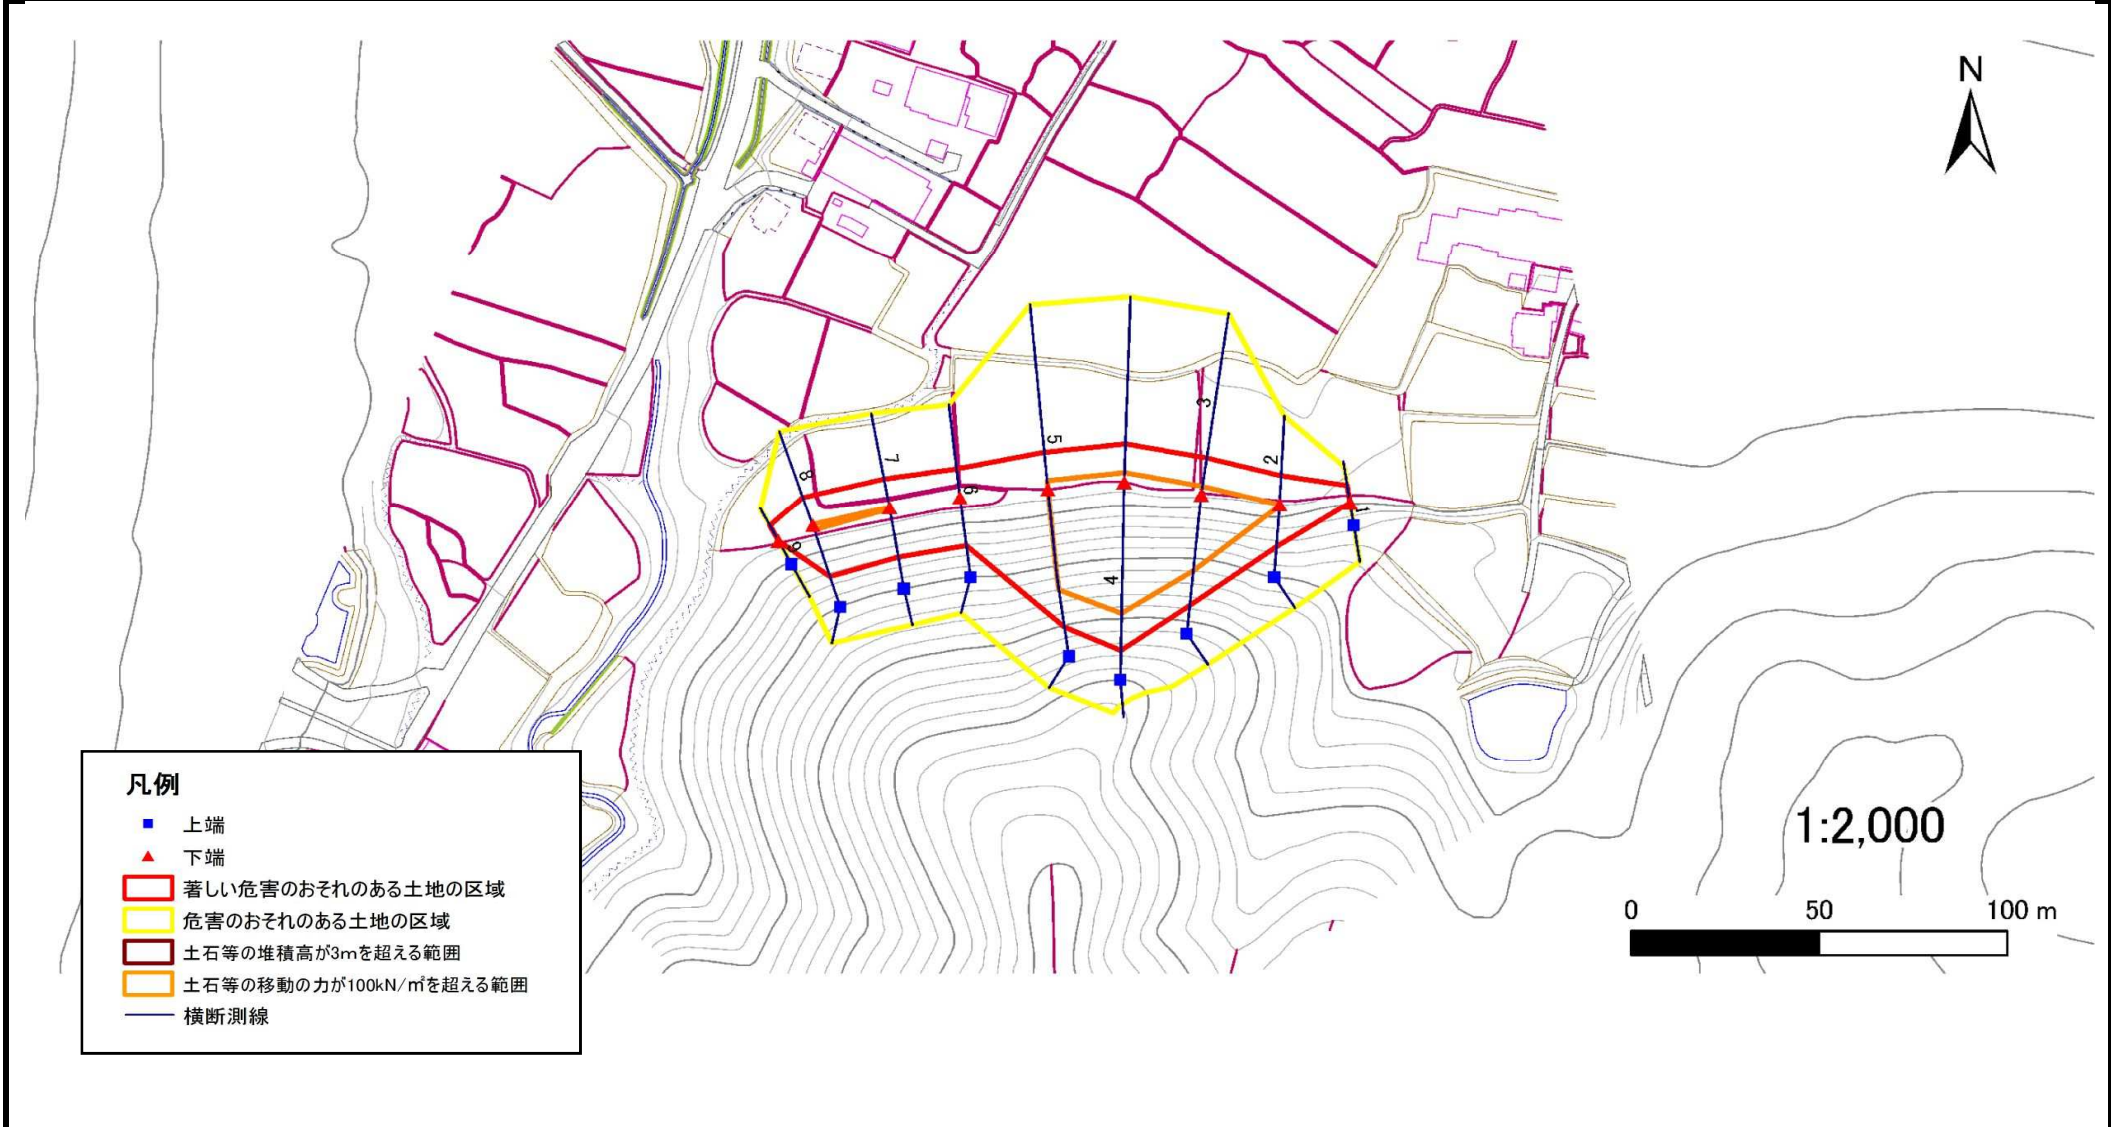 N
3
5
2
7
8
6
1
9
4
凡例
上端
下端
著しい危害のおそれのある土地の区域
危害のおそれのある土地の区域
土石等の堆積高が3mを超える範囲
土石等の移動の力が100kN/㎡を超える範囲
横断測線
1:2,000
0 50 100 m